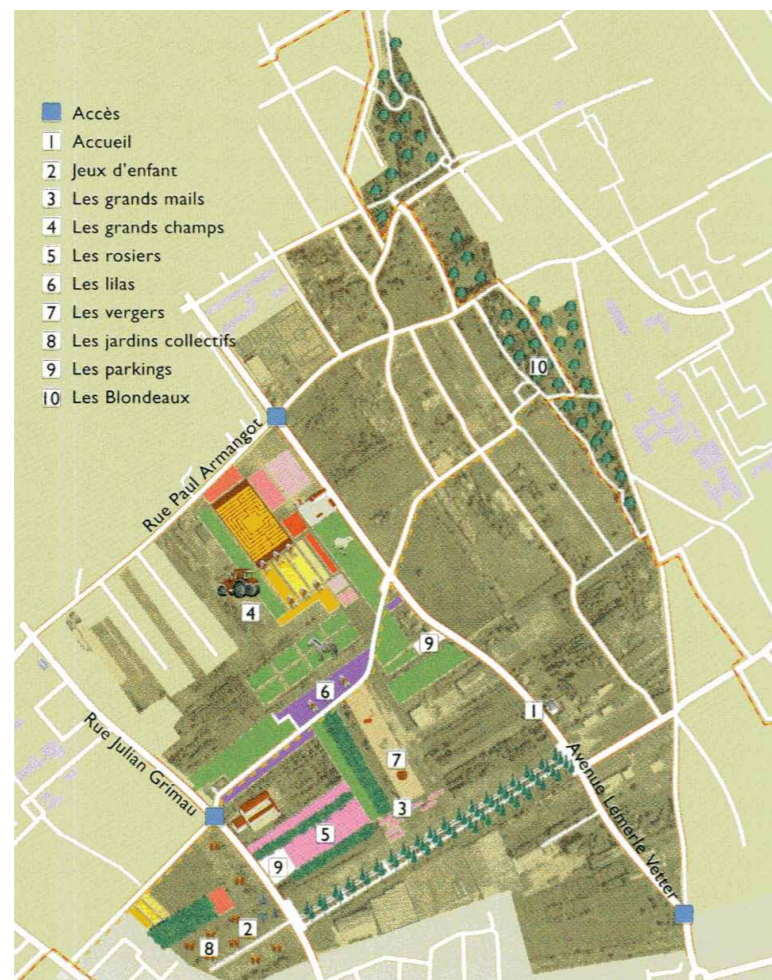 Accès
1 Accueil
2 Jeux d'enfant
3 Les grands mails
4 Les grands champs
5 Les rosiers
6 Les lilas
7 Les vergers
8 Les jardins collectifs
9 Les parkings
10 Les Blondeaux
10
Rue Paul Armangot
4
9
6
1
Rue Julian Grimau
Avenue Lemerle Vetter
7
3
5
9
2
8